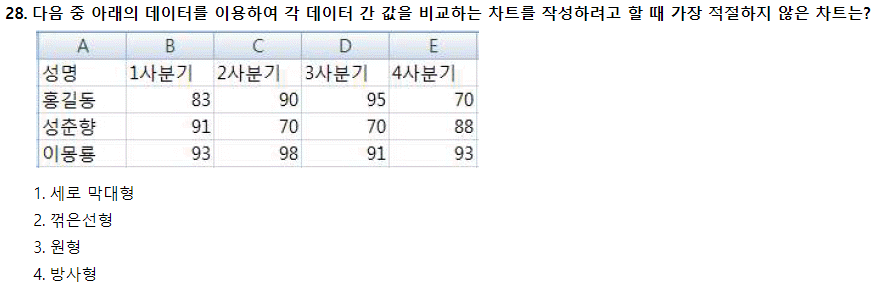 28. 다음 중 아래의 데이터를 이용하여 각 데이터 간 값을 비교하는 차트를 작성하려고 할 때 가장 적절하지 않은 차트는?
A B C D E
성명 1사분기 2사분기 3사분기 4사분기
홍길동 83 90 95 70
성춘향 91 70 70 88
이몽룡 93 98 91 93
1. 세로 막대형
2. 꺾은선형
3. 원형
4. 방사형